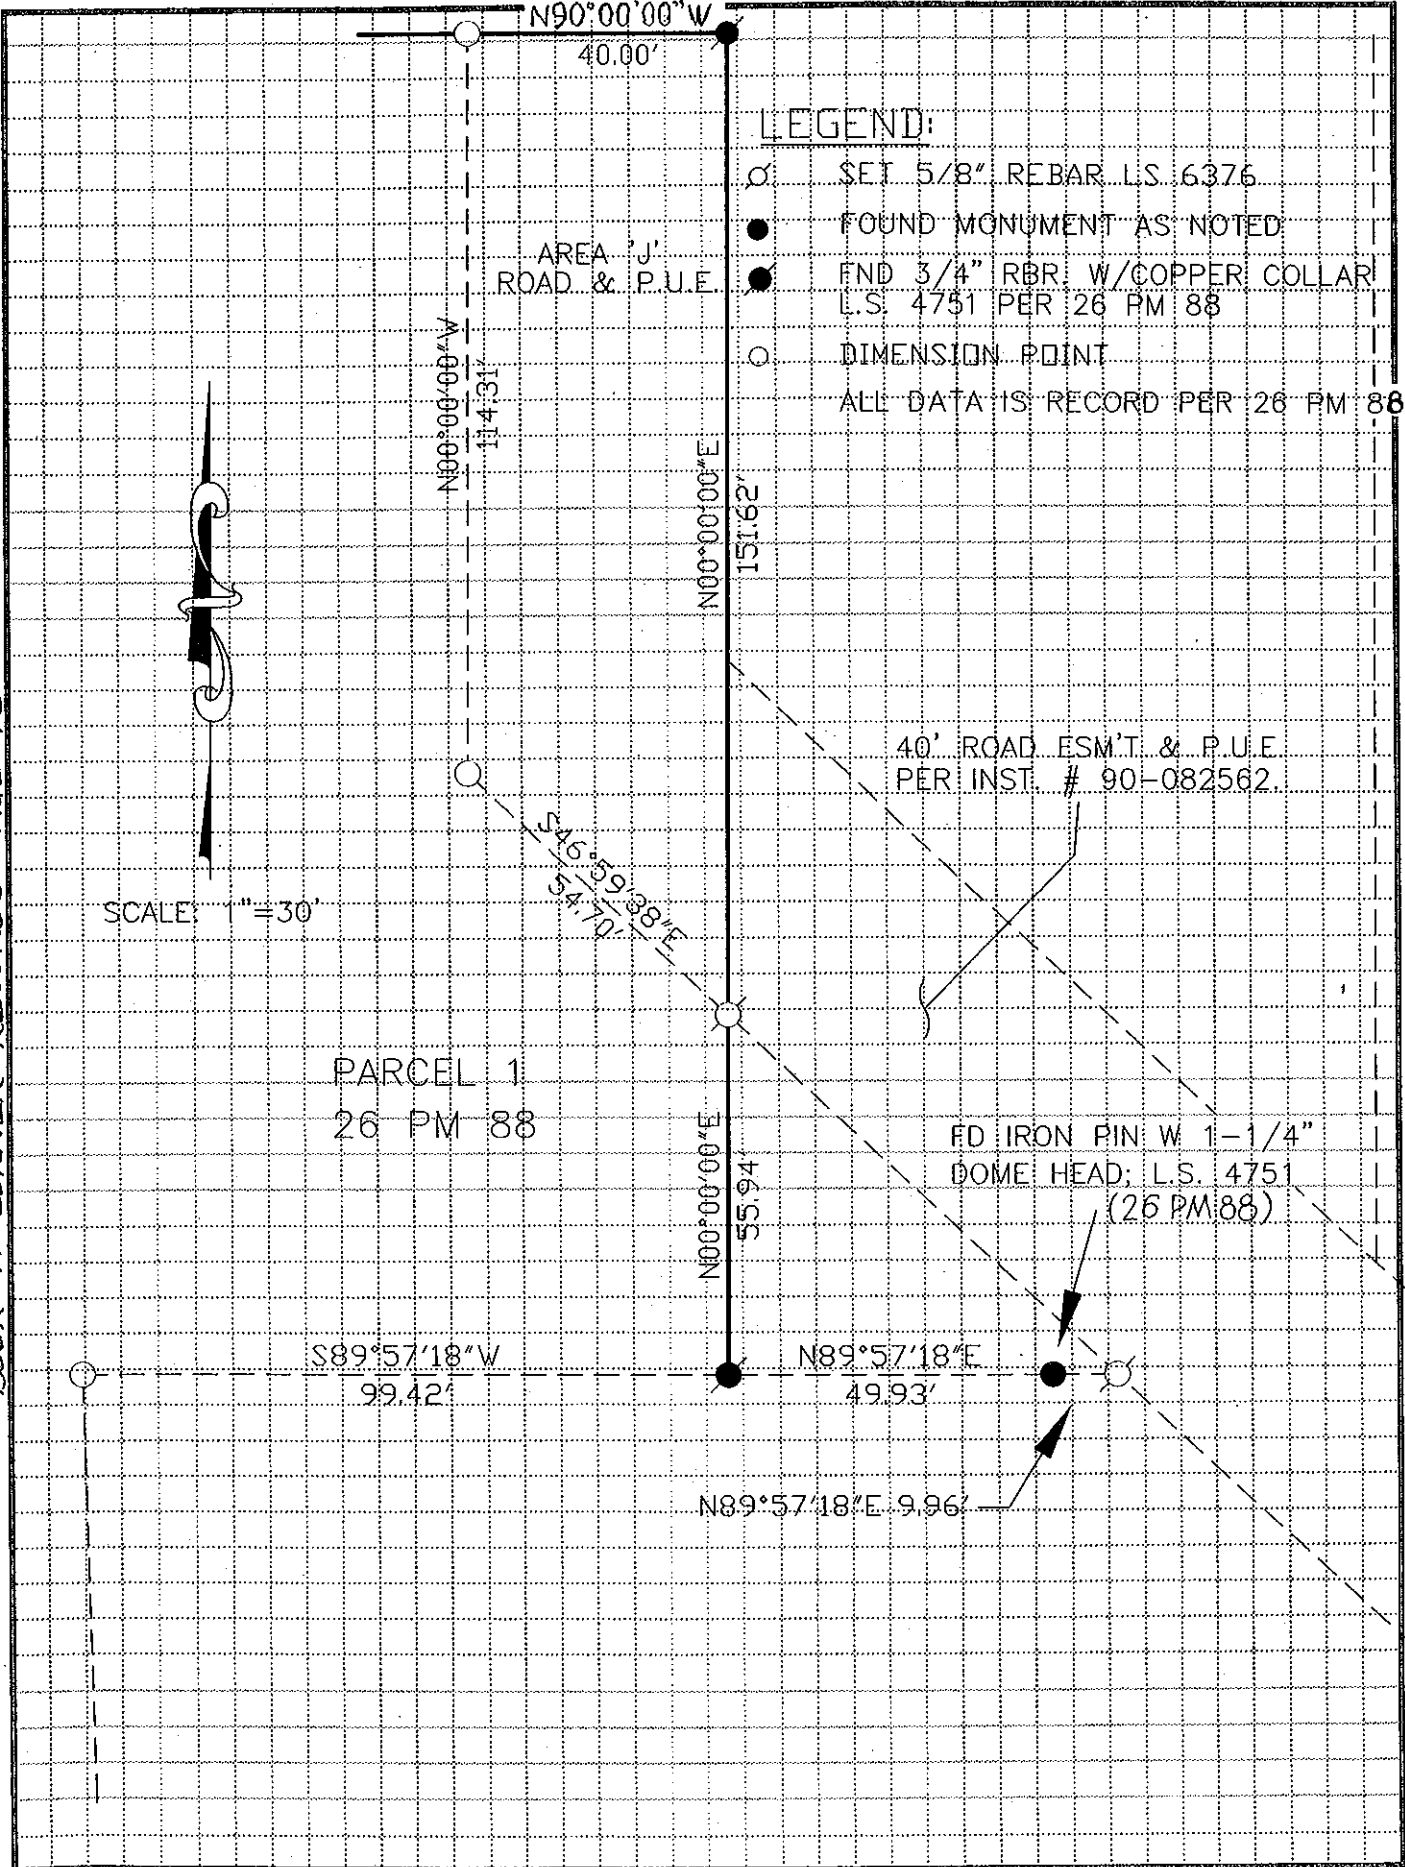 N90°00'00"W
40.00'
LEGEND:
SET 5/8" REBAR LS 6376
FOUND MONUMENT AS NOTED
AREA 'J'
ROAD & P.U.E.
FND 3/4" RBR. W/COPPER COLLAR
L.S. 4751 PER 26 PM 88
DIMENSION POINT
ALL DATA IS RECORD PER 26 PM 88
N00°00'00"W
114.31'
N00°00'00"E
151.62'
40' ROAD ESM'T & P.U.E
PER INST. # 90-082562.
S46°59'38"E
54.70'
SCALE: 1"=30'
PARCEL 1
26 PM 88
N00°00'00"E
55.94'
FD IRON PIN W 1-1/4"
DOME HEAD; L.S. 4751
(26 PM 88)
S89°57'18"W
99.42'
N89°57'18"E
49.93'
N89°57'18"E 9.96'